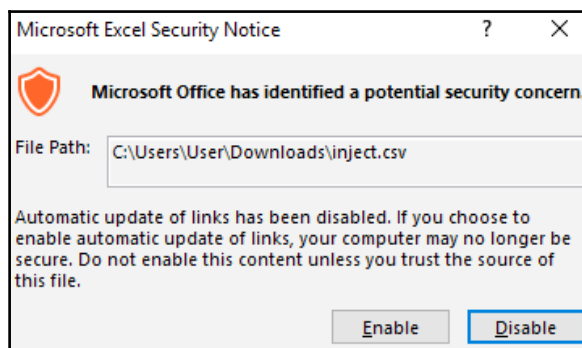 Microsoft Excel Security Notice ? X
Microsoft Office has identified a potential security concern.
File Path: C:\Users\User\Downloads\inject.csv
Automatic update of links has been disabled. If you choose to
enable automatic update of links, your computer may no longer be
secure. Do not enable this content unless you trust the source of
this file.
Enable Disable